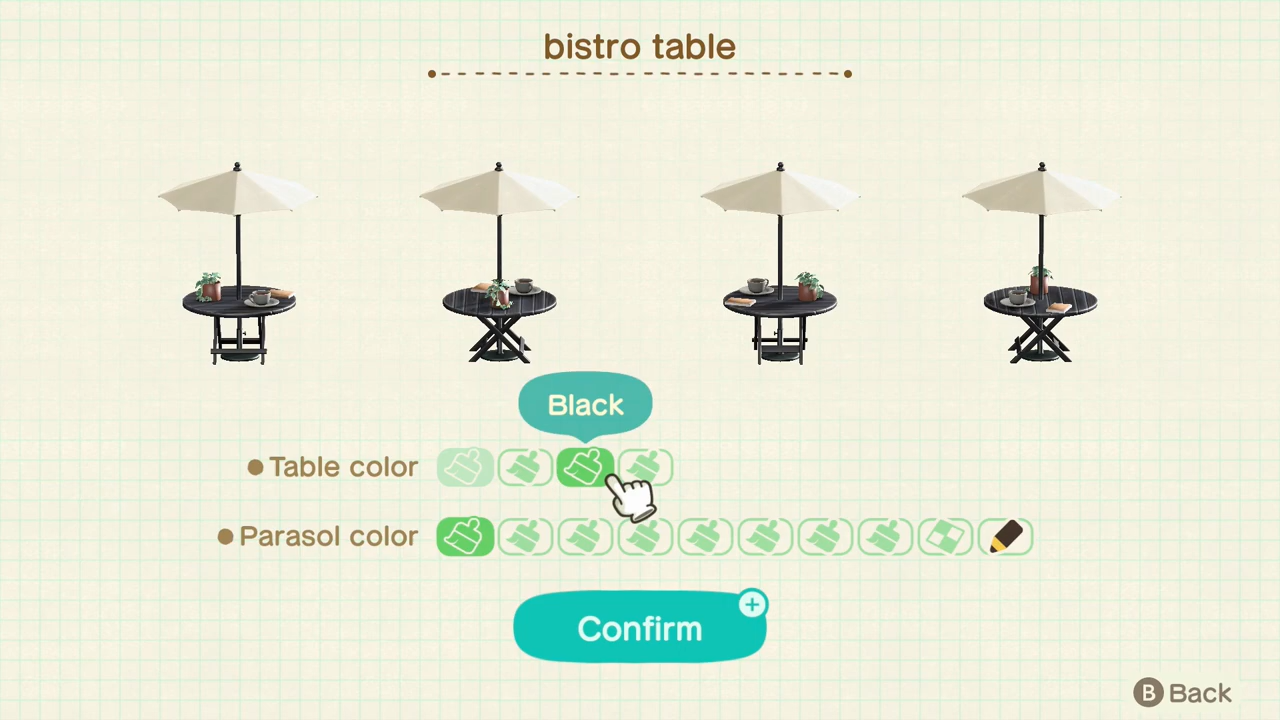 bistro table
Black
Table color
Parasol color
Confirm
B Back